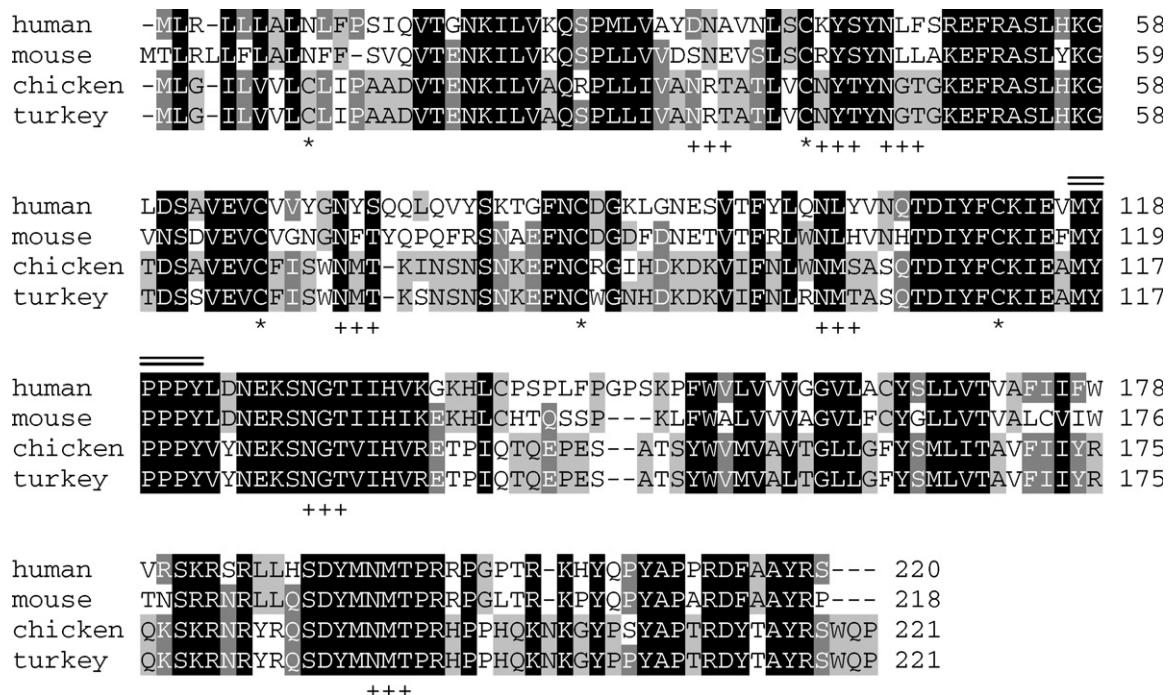 human -MLR-LLLALNLFPSIQVTGNKILVKQSPMLVAYDNAVNLSCKYSYNLFSREFRASLHKG 58
mouse MTLRLLFLALNFF-SVQVTGNKILVKQSPLLVVDSNEVSLSCRYSYNLLAKEFRASLYKG 59
chicken -MLG-ILVVLCLIPAADVTENKILVAQRPLLIVANRTATLVCNYTYNGTGKEFRASLHKG 58
turkey -MLG-ILVVLCLIPAADVTENKILVAQSPLLIVANRTATLVCNYTYNGTGKEFRASLHKG 58
* +++ *+++ +++
human LDSAVEVCVVYGNYSQQLQVYSKTGFNCDGKLGNESVTFYLQNLYVNQTDIYFCKIEVMY 118
mouse VNSDVEVCVGNGNFTYQPQFRSNAEFNCDGDFDNETVTFRLWNLHVNHTDIYFCKIEFMY 119
chicken TDSAVEVCFISWNMT-KINSNSNKEFNCRGIHDKDKVIFNLWNMSASQTDIYFCKIEAMY 117
turkey TDSSVEVCFISWNMT-KSNSNSNKEFNCWGNHDKDKVIFNLRNMTASQTDIYFCKIEAMY 117
* +++ * +++ *
human PPPYLDNEKSNGTIIHVKGKHLCPSPLFPGPSKPFWVLVVVGGVLACYSLLVTVAFIIFW 178
mouse PPPYLDNERSNGTIIHIKEKHLCHTQSSP---KLFWALVVVAGVLFCYGLLVTVALCVIW 176
chicken PPPYVYNEKSNGTVIHVRETPIQTQEPES--ATSYWVMVAVTGLLGFYSMLITAVFIIYR 175
turkey PPPYVYNEKSNGTVIHVRETPIQTQEPES--ATSYWVMVALTGLLGFYSMLVTAVFIIYR 175
+++
human VRSKRSRLLHSDYMNMTPRRPGPTR-KHYQPYAPPRDFAAYRS--- 220
mouse TNSRRNRLLQSDYMNMTPRRPGLTR-KPYQPYAPARDFAAYRP--- 218
chicken QKSKRNRYRQSDYMNMTPRHPPHQKNKGYPSYAPTRDYTAYRSWQP 221
turkey QKSKRNRYRQSDYMNMTPRHPPHQKNKGYPPYAPTRDYTAYRSWQP 221
+++